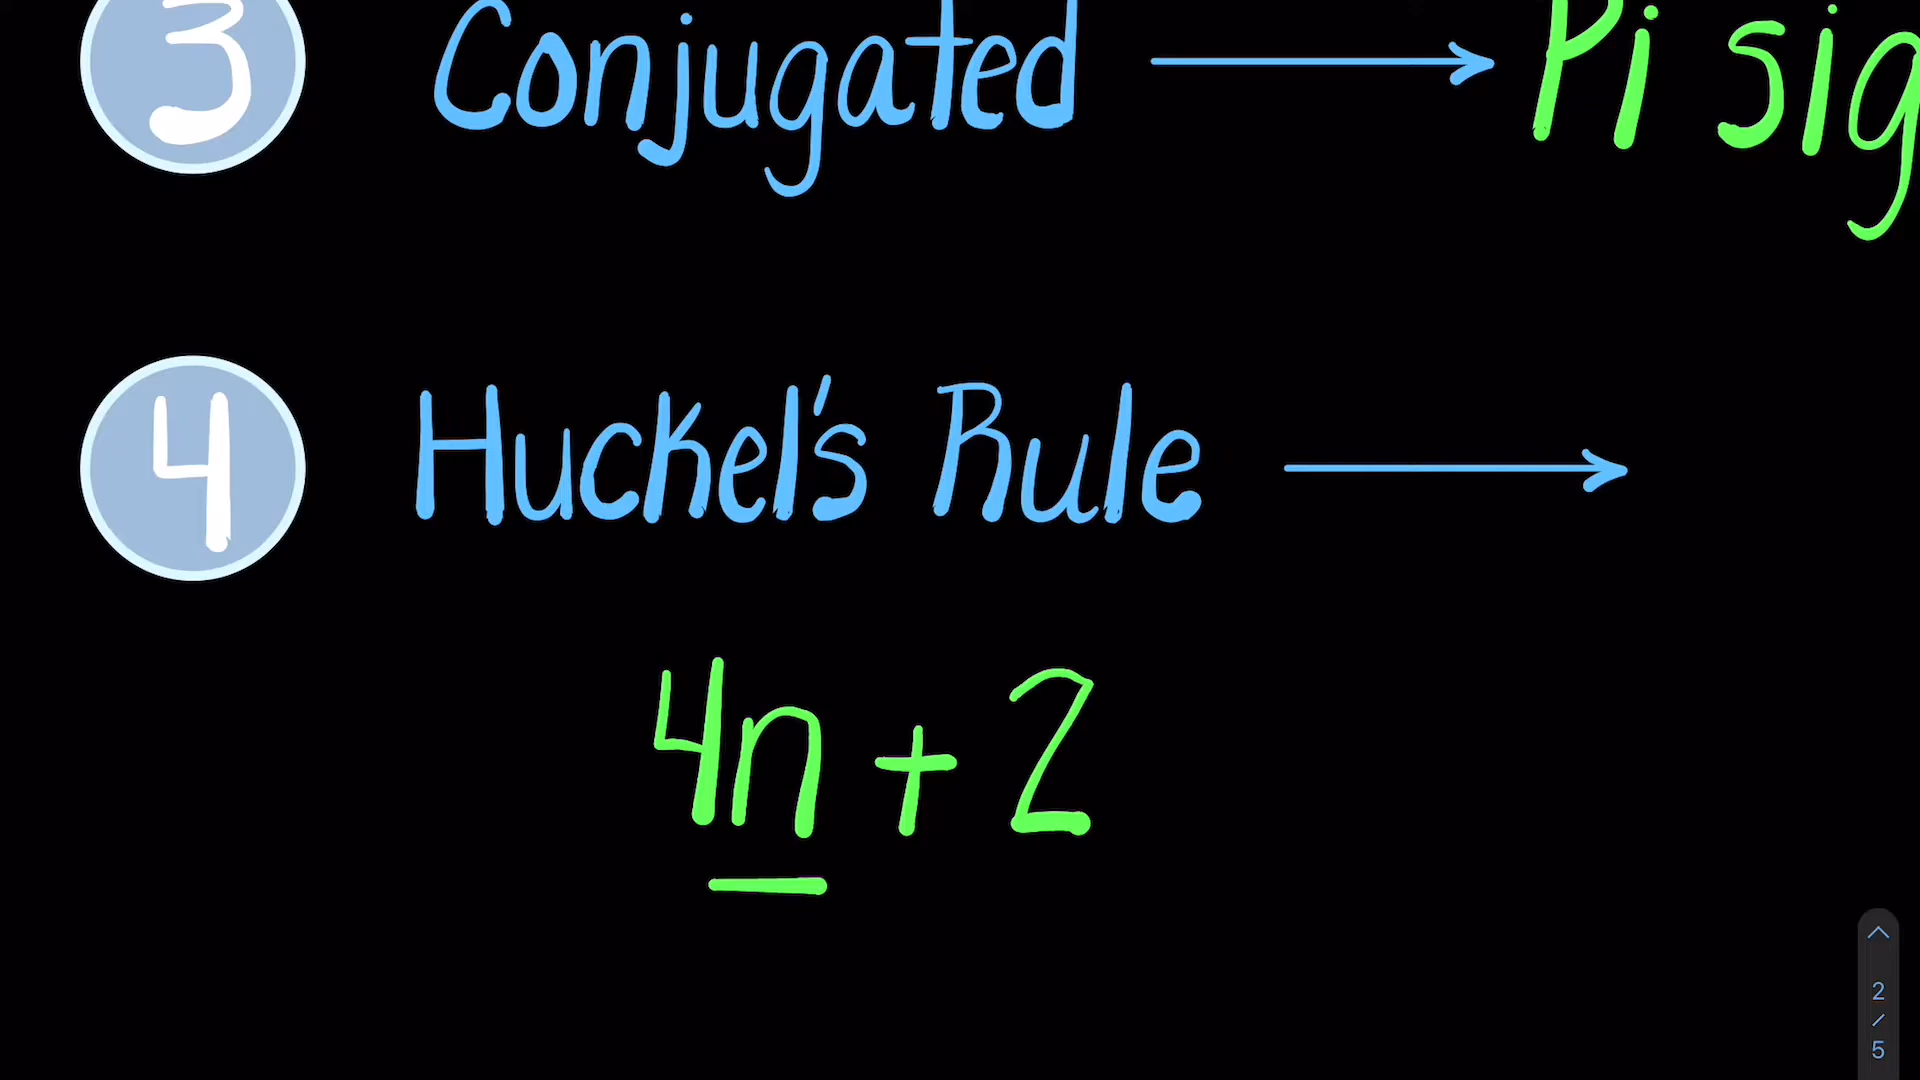 3 Conjugated → Pi sig
4 Huckel's Rule →
4n + 2
2
/
5